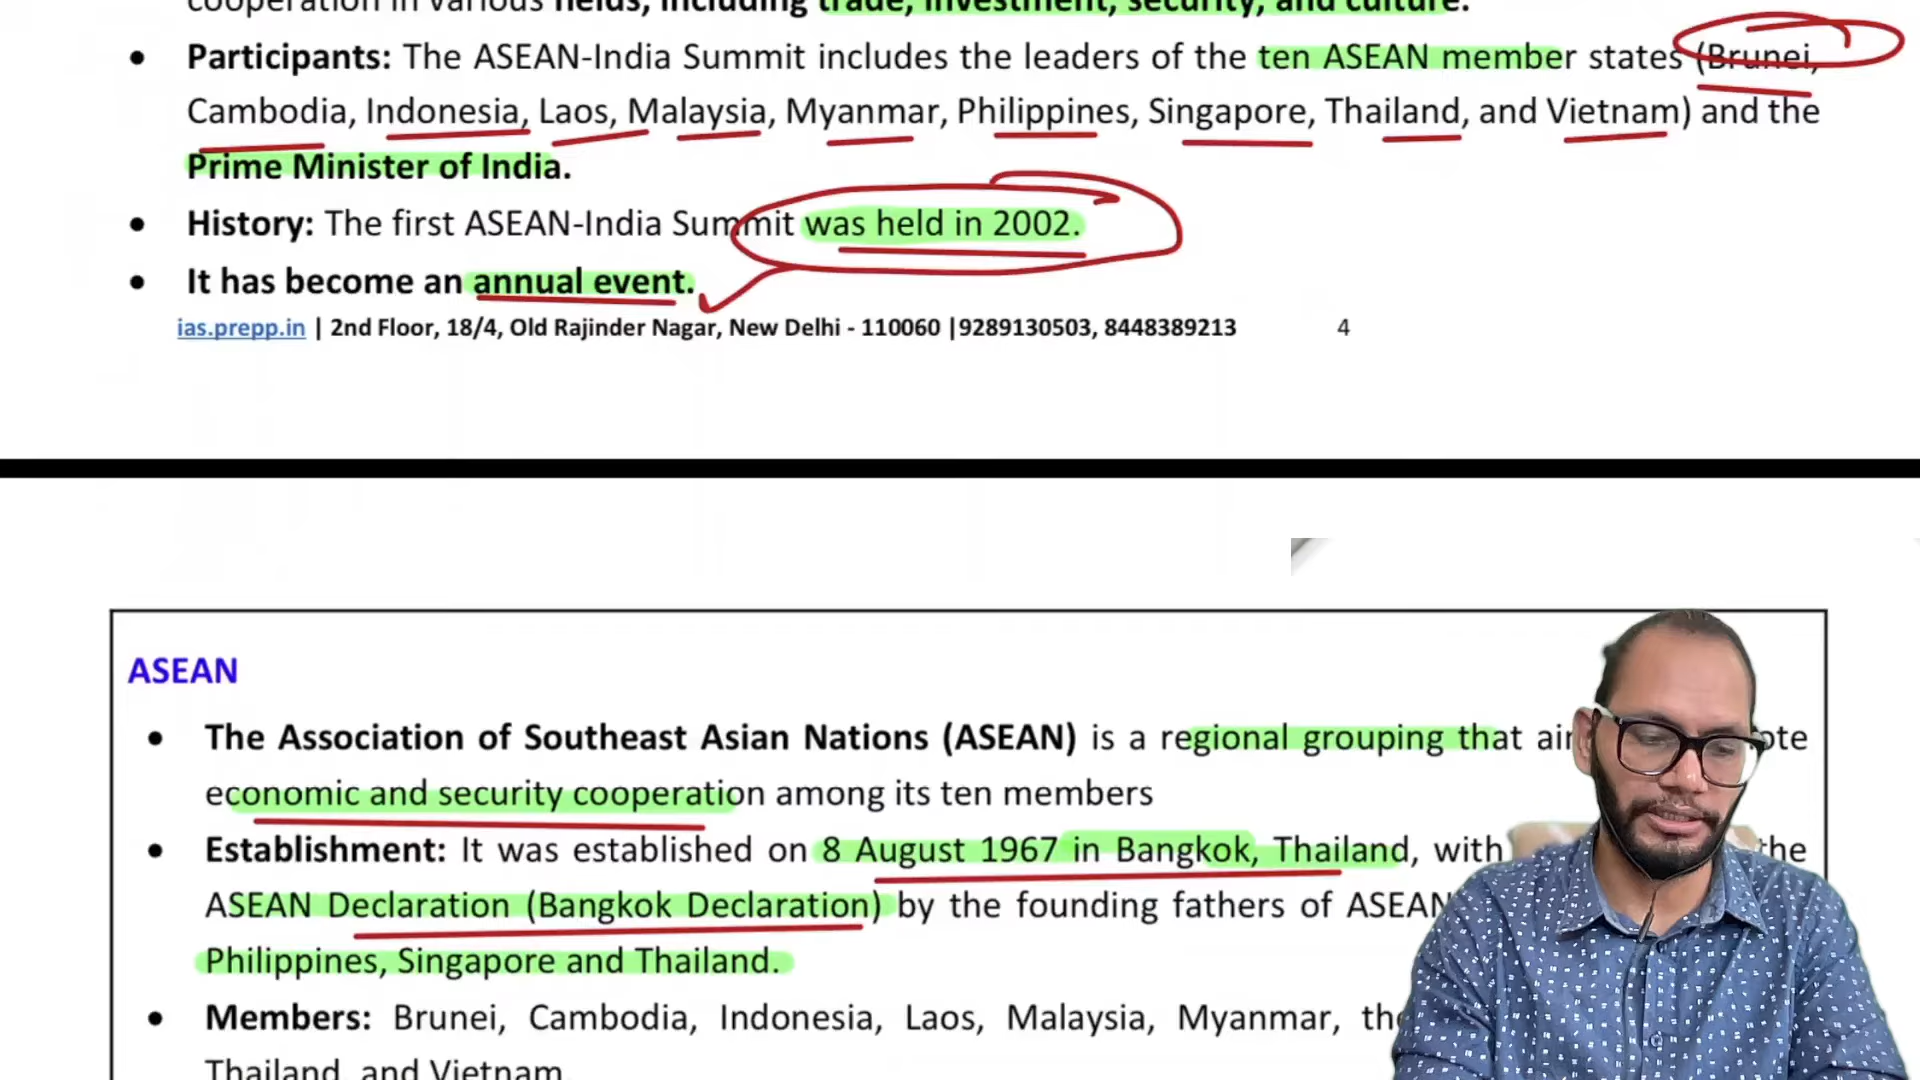 cooperation in various fields, including trade, investment, security, and culture.
• Participants: The ASEAN-India Summit includes the leaders of the ten ASEAN member states (Brunei,
Cambodia, Indonesia, Laos, Malaysia, Myanmar, Philippines, Singapore, Thailand, and Vietnam) and the
Prime Minister of India.
• History: The first ASEAN-India Summit was held in 2002.
• It has become an annual event.
ias.prepp.in | 2nd Floor, 18/4, Old Rajinder Nagar, New Delhi - 110060 |9289130503, 8448389213 4
ASEAN
• The Association of Southeast Asian Nations (ASEAN) is a regional grouping that
economic and security cooperation among its ten members
• Establishment: It was established on 8 August 1967 in Bangkok, Thailand, with the
ASEAN Declaration (Bangkok Declaration) by the founding fathers of ASEAN
Philippines, Singapore and Thailand.
• Members: Brunei, Cambodia, Indonesia, Laos, Malaysia, Myanmar,
Thailand, and Vietnam.